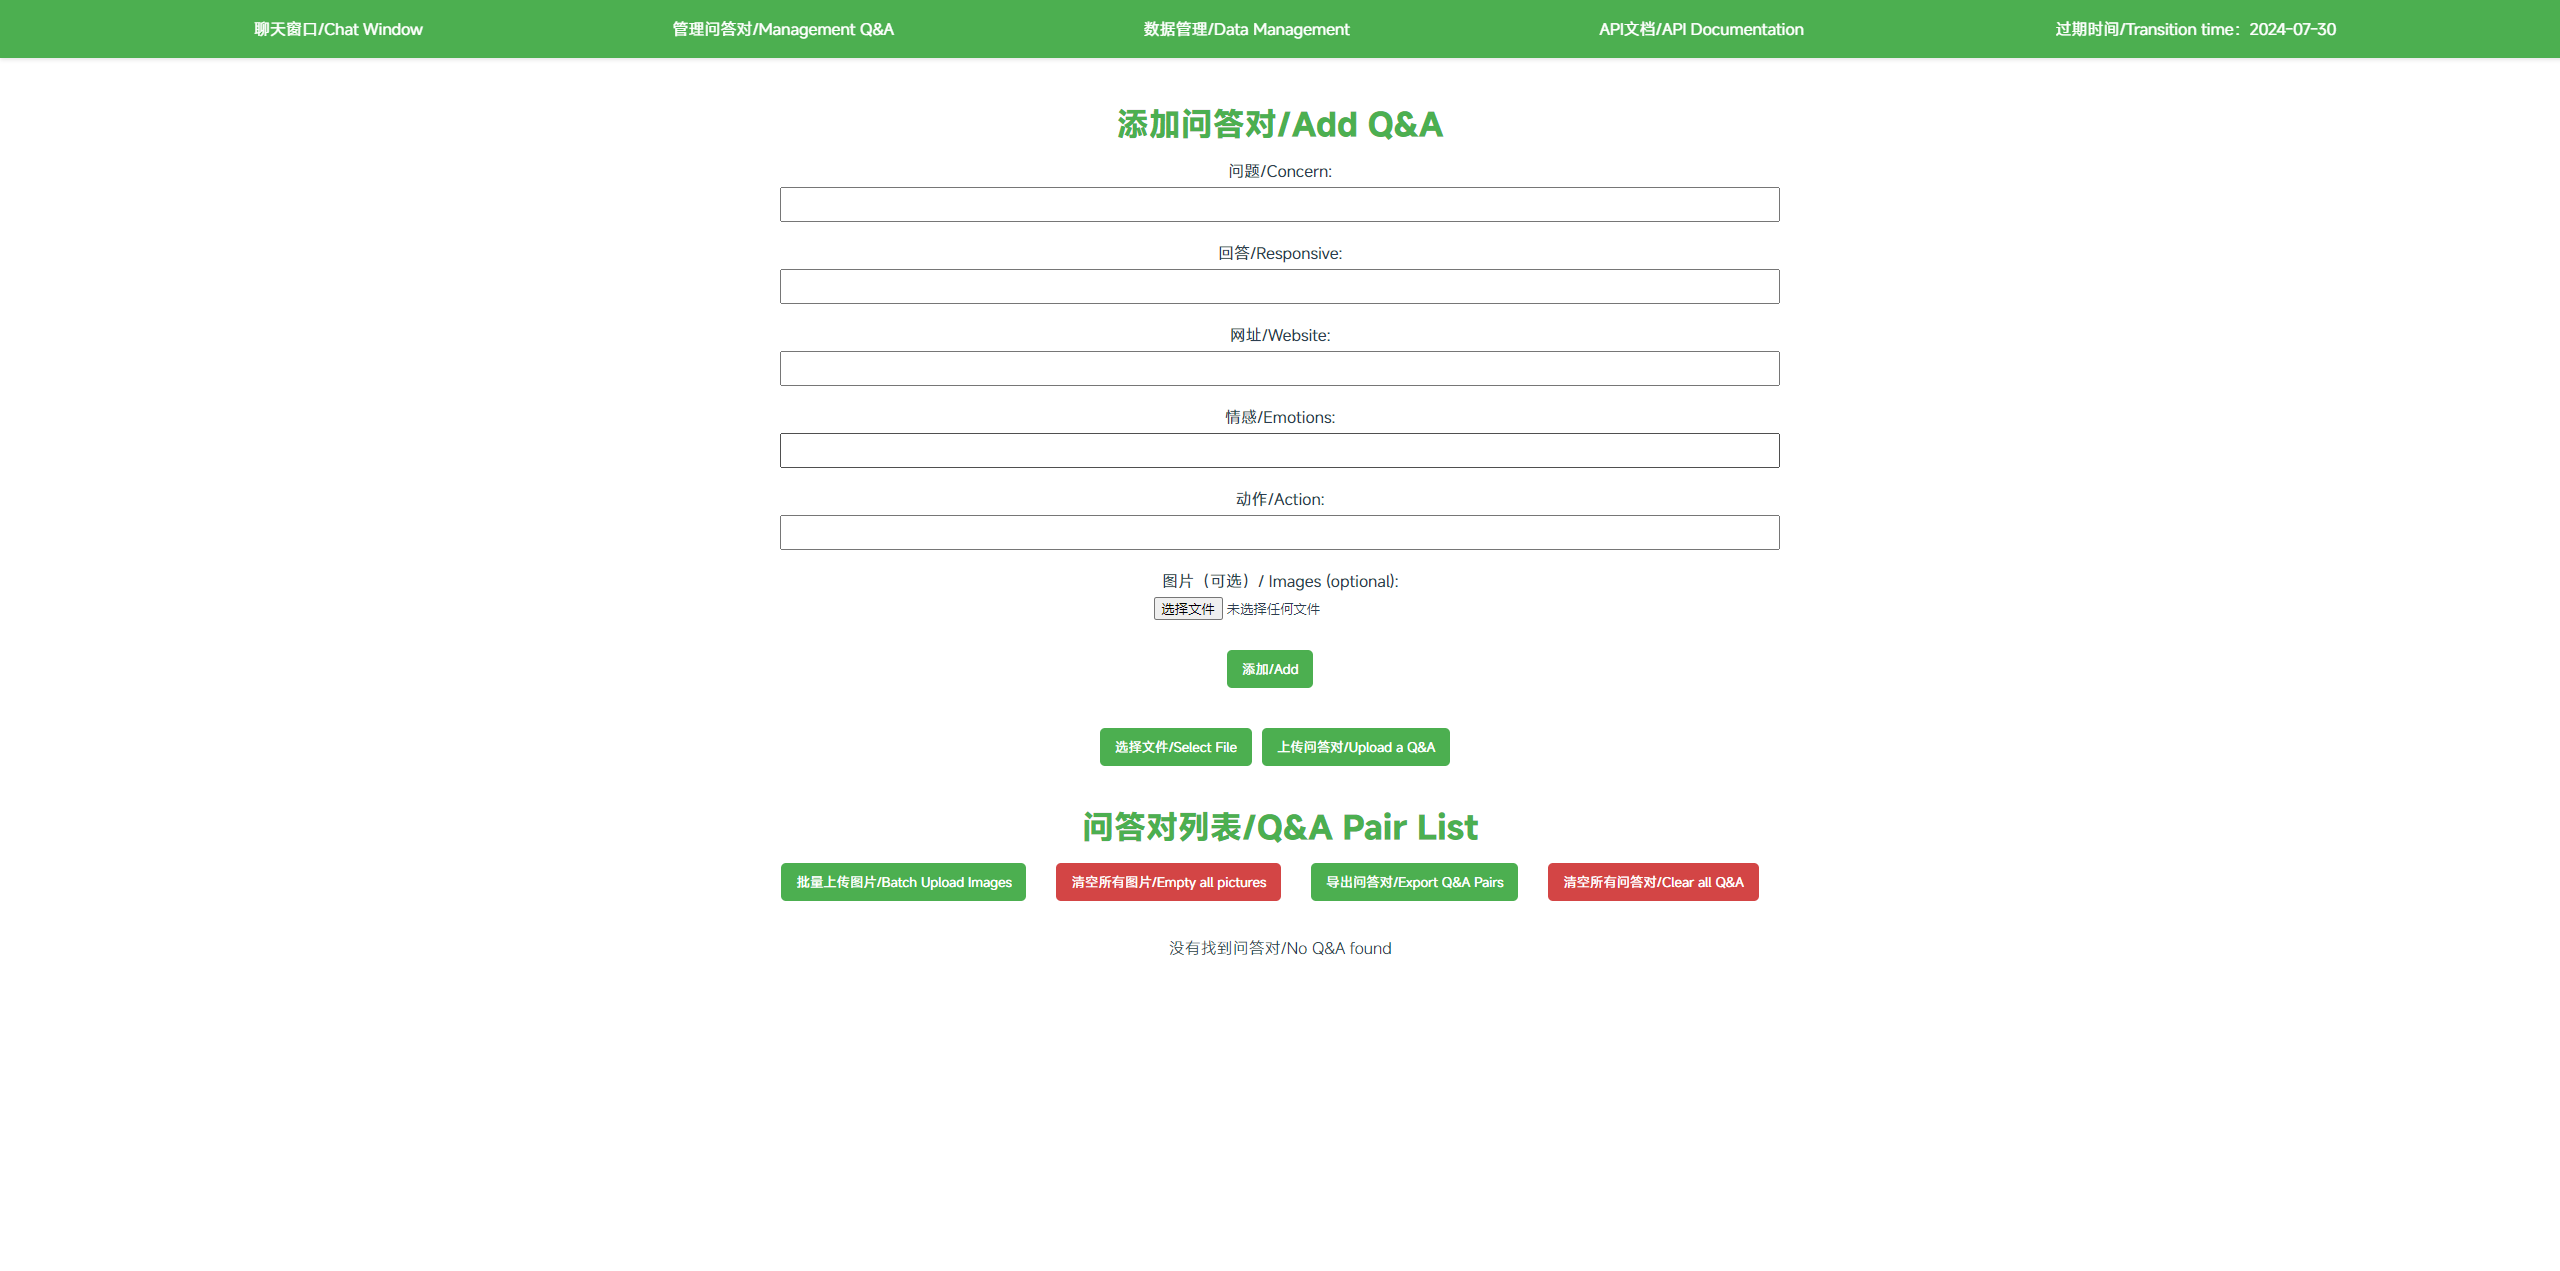 聊天窗口/Chat Window
管理问答对/Management Q&A
数据管理/Data Management
API文档/API Documentation
过期时间/Transition time：2024-07-30
添加问答对/Add Q&A
问题/Concern:
回答/Responsive:
网址/Website:
情感/Emotions:
动作/Action:
图片（可选）/ Images (optional):
选择文件 未选择任何文件
添加/Add
选择文件/Select File
上传问答对/Upload a Q&A
问答对列表/Q&A Pair List
批量上传图片/Batch Upload Images
清空所有图片/Empty all pictures
导出问答对/Export Q&A Pairs
清空所有问答对/Clear all Q&A
没有找到问答对/No Q&A found